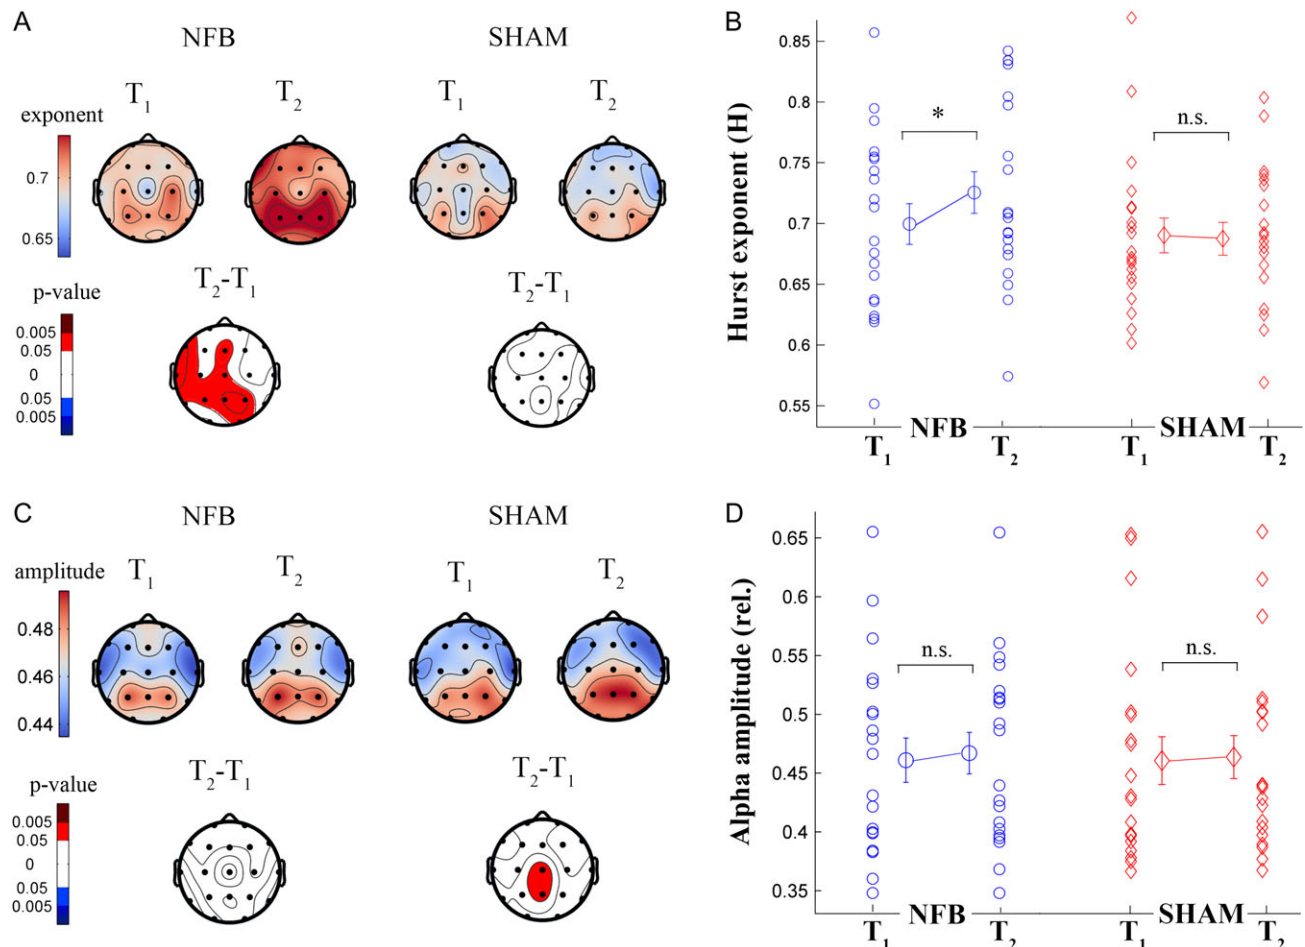 A
NFB SHAM
T1 T2 T1 T2
exponent
0.7
0.65
T2-T1 T2-T1
p-value
0.005
0.05
0
0.05
0.005
B
Hurst exponent (H)
0.85
0.8
0.75
0.7
0.65
0.6
0.55
* n.s.
NFB SHAM
T1 T2 T1 T2
C
NFB SHAM
T1 T2 T1 T2
amplitude
0.48
0.46
0.44
T2-T1 T2-T1
p-value
0.005
0.05
0
0.05
0.005
D
Alpha amplitude (rel.)
0.65
0.6
0.55
0.5
0.45
0.4
0.35
n.s. n.s.
NFB SHAM
T1 T2 T1 T2